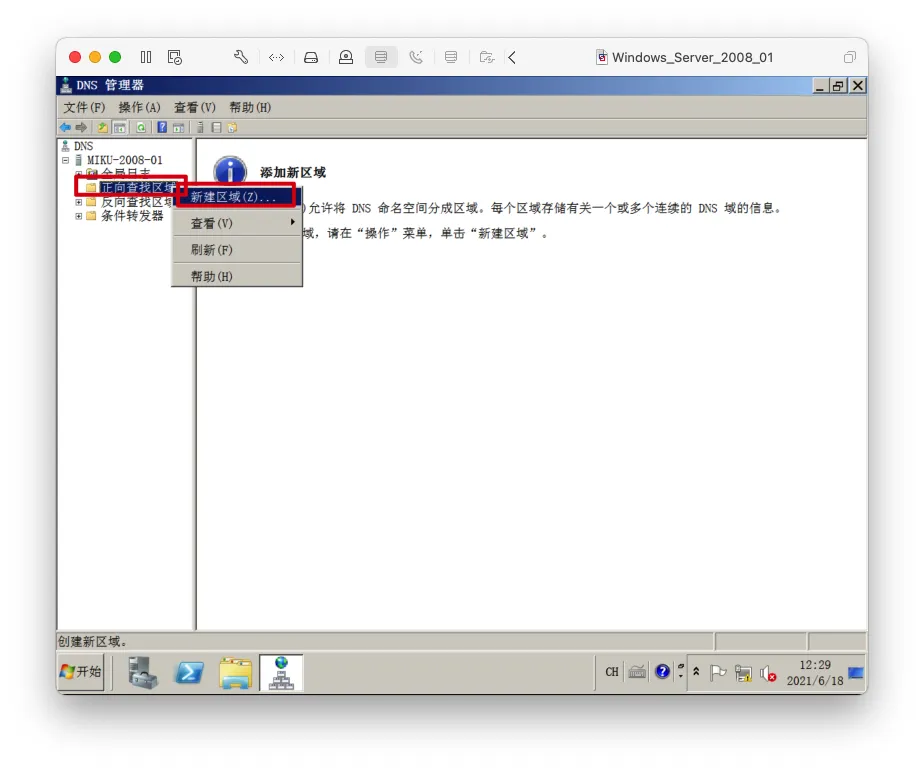 Windows_Server_2008_01
DNS 管理器
文件(F) 操作(A) 查看(V) 帮助(H)
DNS
MIKU-2008-01
全局日志
正向查找区域
反向查找区域
条件转发器
新建区域(Z)...
查看(V)
刷新(F)
帮助(H)
添加新区域
)允许将 DNS 命名空间分成区域。每个区域存储有关一个或多个连续的 DNS 域的信息。
域，请在“操作”菜单，单击“新建区域”。
创建新区域。
开始
CH
12:29
2021/6/18